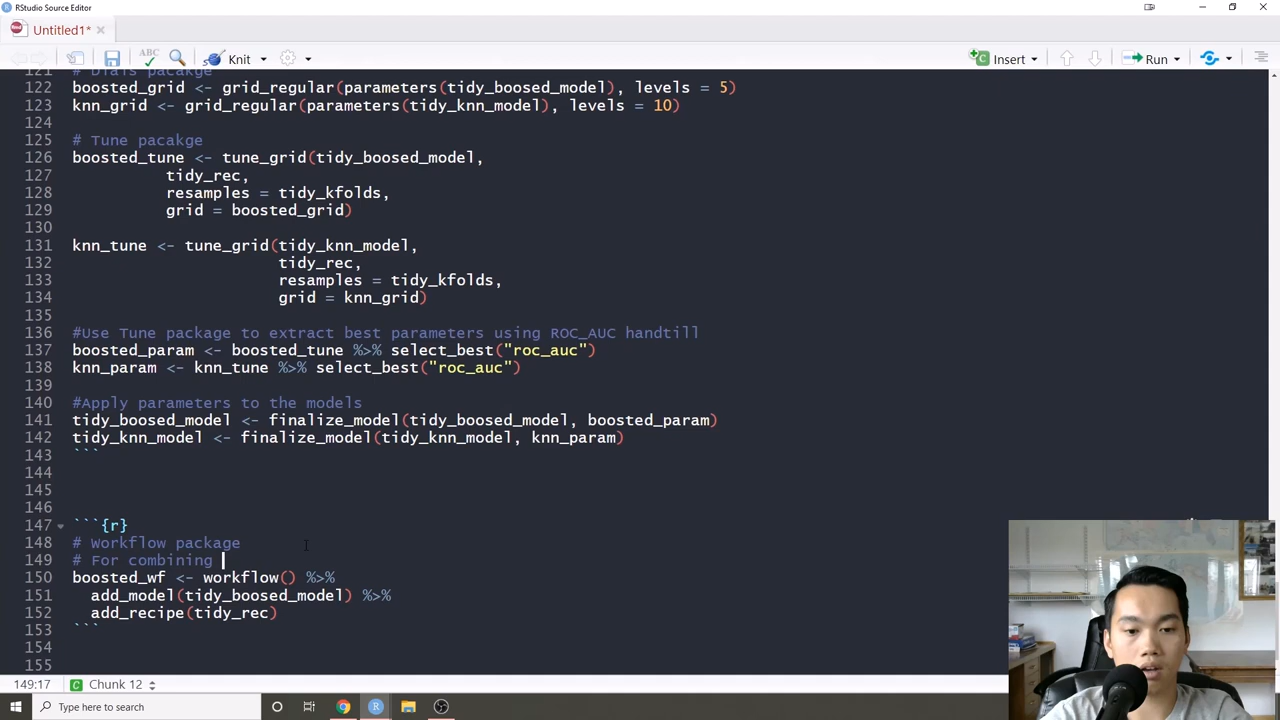 RStudio Source Editor
Untitled1*
ABC
Knit
Insert
Run
121 # Dials pacakge
122 boosted_grid <- grid_regular(parameters(tidy_boosed_model), levels = 5)
123 knn_grid <- grid_regular(parameters(tidy_knn_model), levels = 10)
124
125 # Tune pacakge
126 boosted_tune <- tune_grid(tidy_boosed_model,
127 tidy_rec,
128 resamples = tidy_kfolds,
129 grid = boosted_grid)
130
131 knn_tune <- tune_grid(tidy_knn_model,
132 tidy_rec,
133 resamples = tidy_kfolds,
134 grid = knn_grid)
135
136 #Use Tune package to extract best parameters using ROC_AUC handtill
137 boosted_param <- boosted_tune %>% select_best("roc_auc")
138 knn_param <- knn_tune %>% select_best("roc_auc")
139
140 #Apply parameters to the models
141 tidy_boosed_model <- finalize_model(tidy_boosed_model, boosted_param)
142 tidy_knn_model <- finalize_model(tidy_knn_model, knn_param)
143 ```
144
145
146
147 ```{r}
148 # Workflow package
149 # For combining
150 boosted_wf <- workflow() %>%
151 add_model(tidy_boosed_model) %>%
152 add_recipe(tidy_rec)
153 ```
154
155
149:17 C Chunk 12
Type here to search